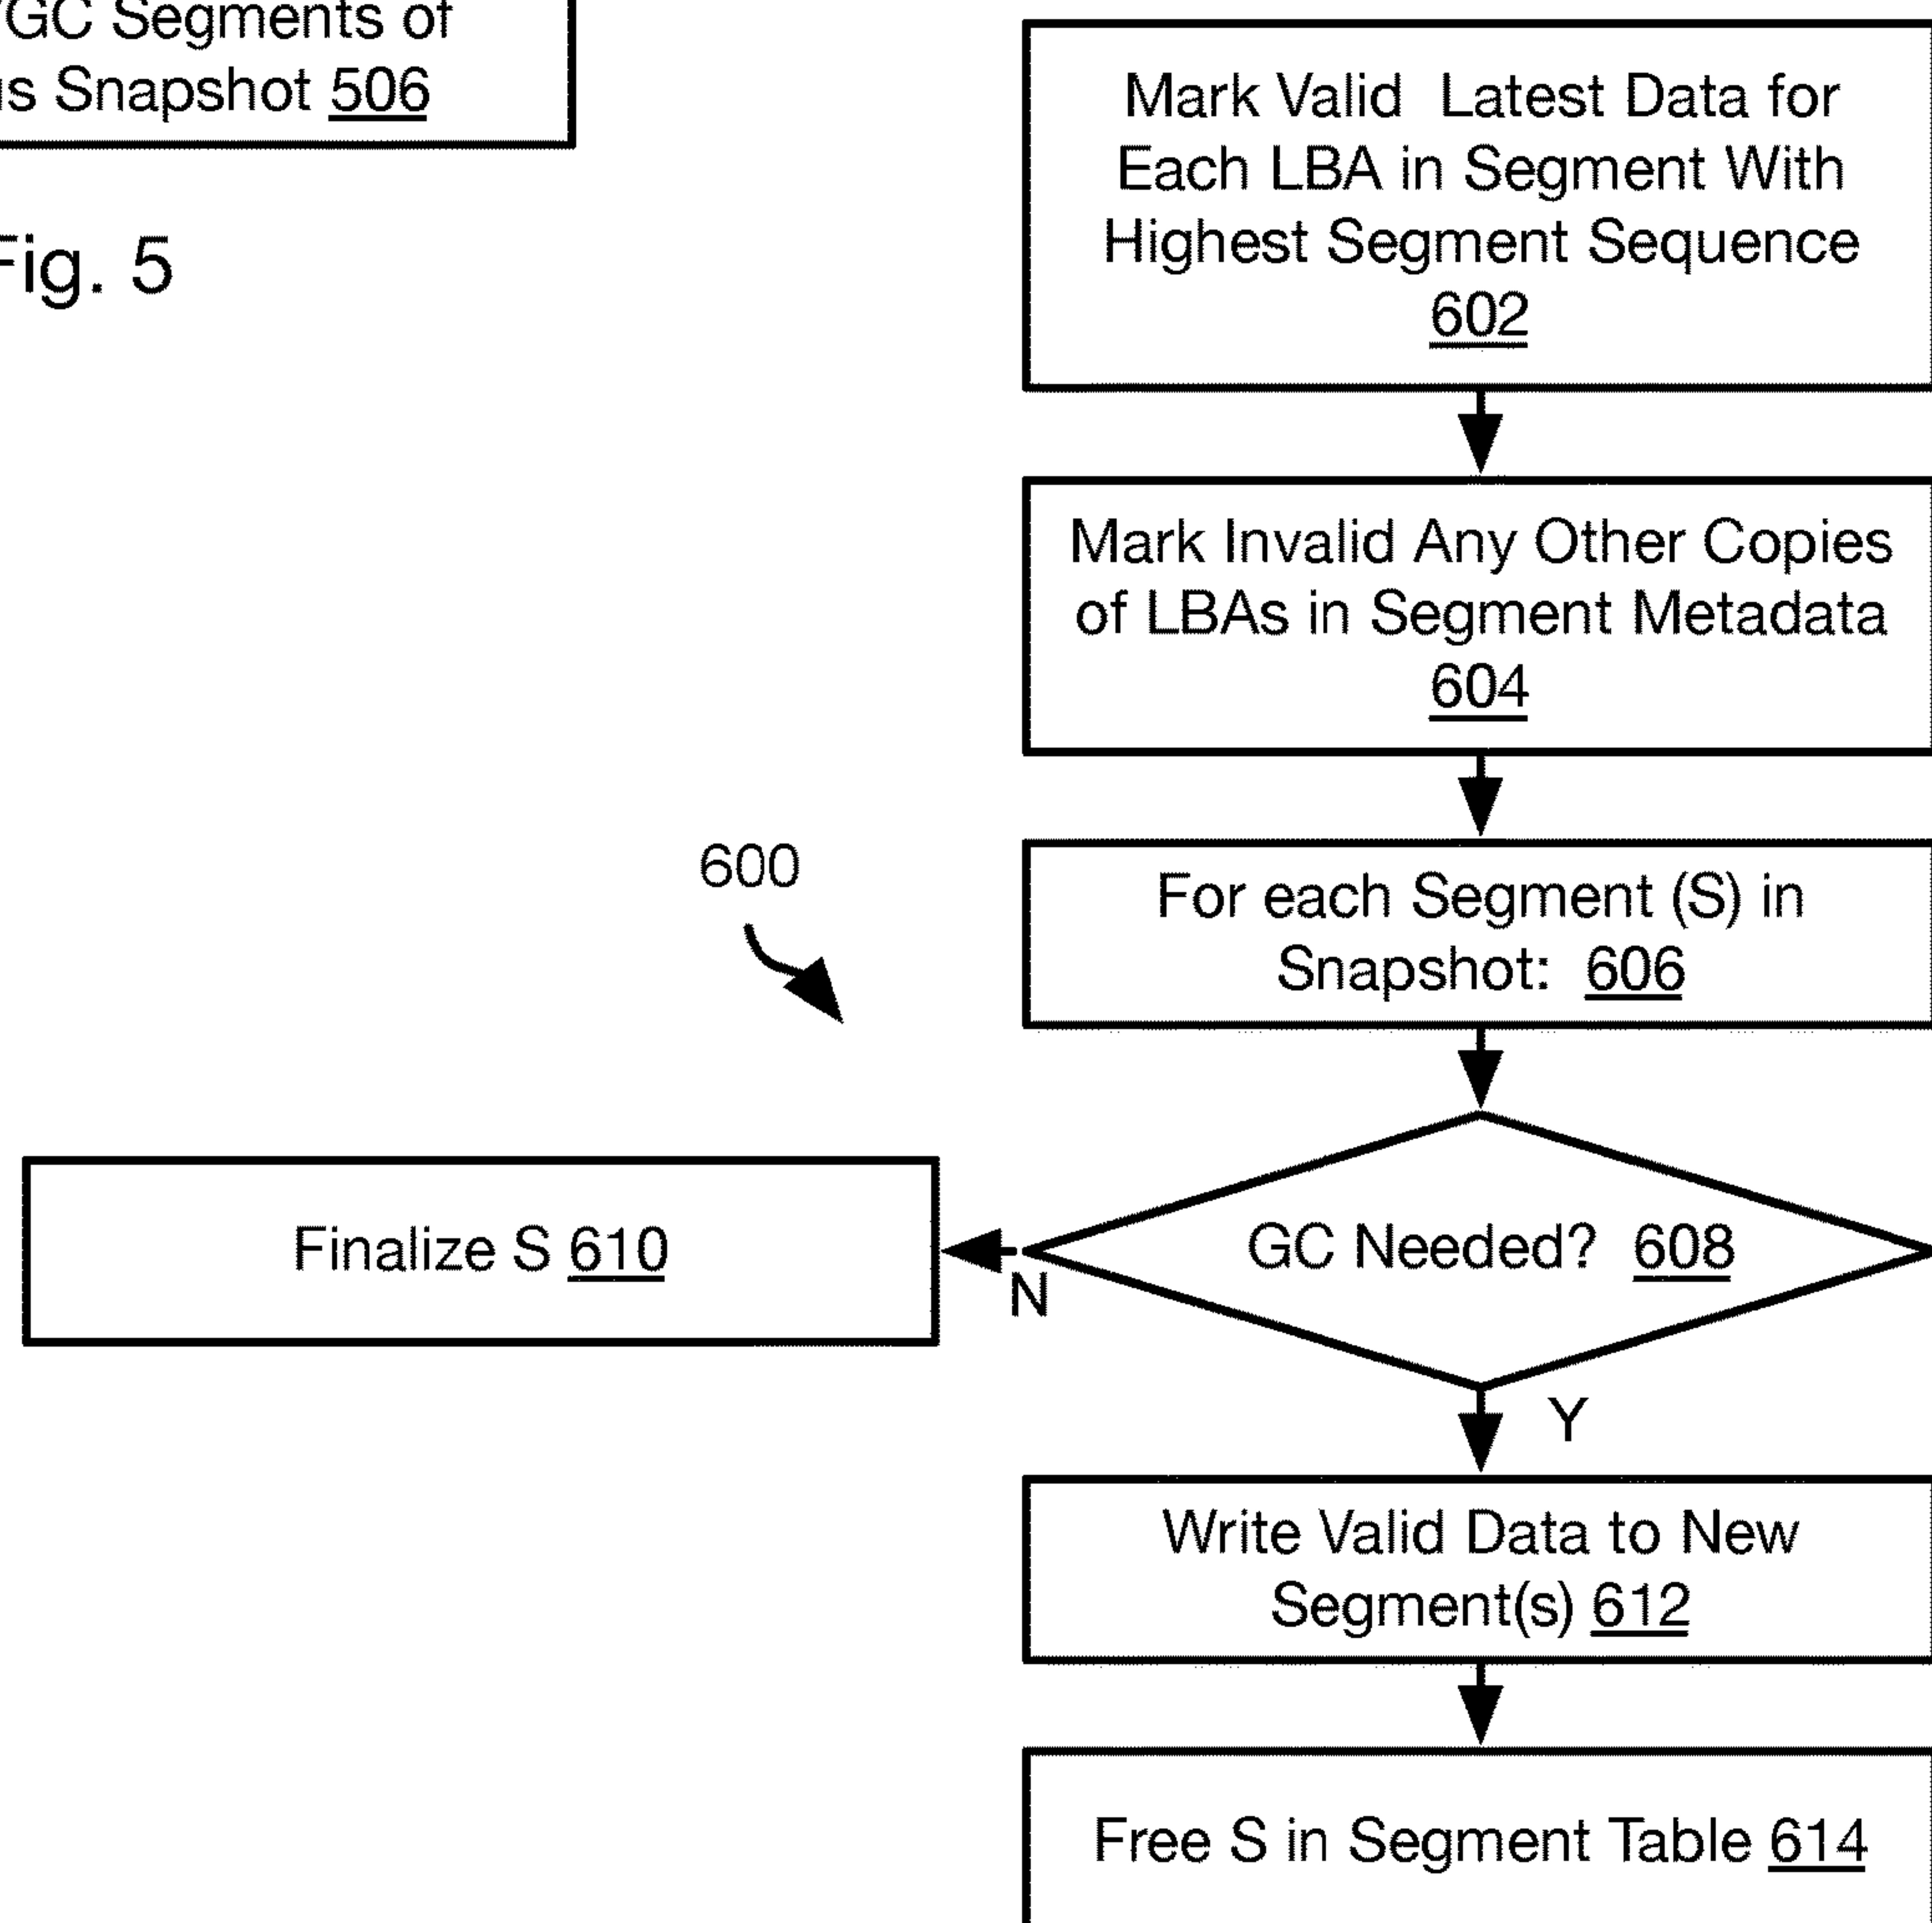 GC Segments of
s Snapshot 506
Fig. 5
Mark Valid Latest Data for
Each LBA in Segment With
Highest Segment Sequence
602
Mark Invalid Any Other Copies
of LBAs in Segment Metadata
604
600
For each Segment (S) in
Snapshot: 606
Finalize S 610
GC Needed? 608
N
Y
Write Valid Data to New
Segment(s) 612
Free S in Segment Table 614